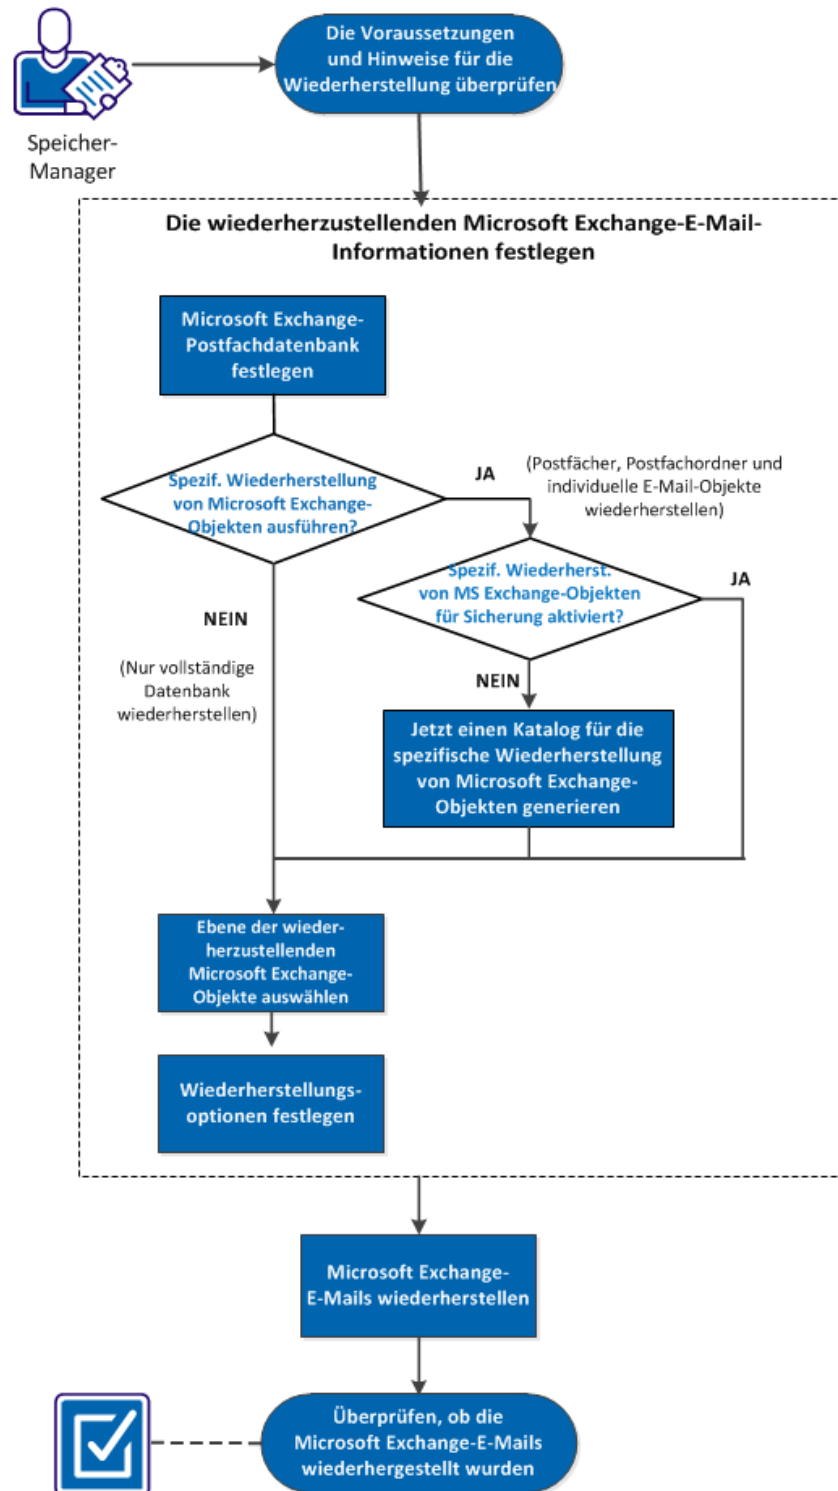 Die Voraussetzungen
und Hinweise für die
Wiederherstellung überprüfen
Speicher-
Manager
Die wiederherzustellenden Microsoft Exchange-E-Mail-
Informationen festlegen
Microsoft Exchange-
Postfachdatenbank
festlegen
Spezif. Wiederherstellung
von Microsoft Exchange-
Objekten ausführen?
JA
(Postfächer, Postfachordner und
individuelle E-Mail-Objekte
wiederherstellen)
Spezif. Wiederherst.
von MS Exchange-Objekten
für Sicherung aktiviert?
JA
NEIN
(Nur vollständige
Datenbank
wiederherstellen)
NEIN
Jetzt einen Katalog für die
spezifische Wiederherstellung
von Microsoft Exchange-
Objekten generieren
Ebene der wieder-
herzustellenden
Microsoft Exchange-
Objekte auswählen
Wiederherstellungs-
optionen festlegen
Microsoft Exchange-
E-Mails wiederherstellen
Überprüfen, ob die
Microsoft Exchange-E-Mails
wiederhergestellt wurden